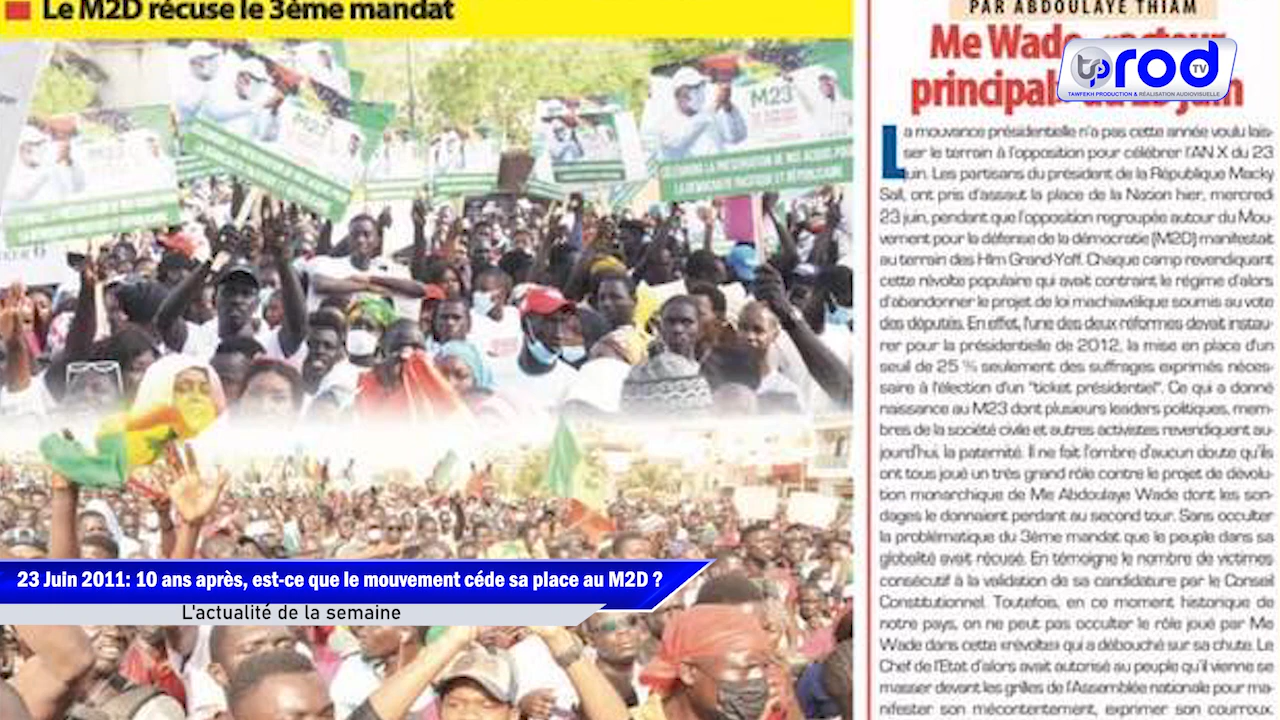 Le M2D récuse le 3ème mandat
M23
M23
LA DÉMOCRATIE PACIFIQUE ET RÉPUBLICAINE
PAR ABDOULAYE THIAM
Me Wade, «acteur
principal» du 23 juin
tprod TV
TAWFEKH PRODUCTION & RÉALISATION AUDIOVISUELLE
La mouvance présidentielle n'a pas cette année voulu lais-
ser le terrain à l'opposition pour célébrer l'AN X du 23
juin. Les partisans du président de la République Macky
Sall, ont pris d'assaut la place de la Nation hier, mercredi
23 juin, pendant que l'opposition regroupée autour du Mou-
vement pour la défense de la démocratie (M2D) manifestait
au terrain des Hlm Grand-Yoff. Chaque camp revendiquant
cette révolte populaire qui avait contraint le régime d'alors
d'abandonner le projet de loi machiavélique soumis au vote
des députés. En effet, l'une des deux réformes devait instau-
rer pour la présidentielle de 2012, la mise en place d'un
seuil de 25 % seulement des suffrages exprimés néces-
saire à l'élection d'un "ticket présidentiel". Ce qui a donné
naissance au M23 dont plusieurs leaders politiques, mem-
bres de la société civile et autres activistes revendiquent au-
jourd'hui, la paternité. Il ne fait l'ombre d'aucun doute qu'ils
ont tous joué un très grand rôle contre le projet de dévolu-
tion monarchique de Me Abdoulaye Wade dont les son-
dages le donnaient perdant au second tour. Sans occulter
la problématique du 3ème mandat que le peuple dans sa
globalité avait récusé. En témoigne le nombre de victimes
consécutif à la validation de sa candidature par le Conseil
Constitutionnel. Toutefois, en ce moment historique de
notre pays, on ne peut pas occulter le rôle joué par Me
Wade dans cette «révolte» qui a débouché sur sa chute. Le
Chef de l'Etat d'alors avait autorisé au peuple qu'il vienne se
masser devant les grilles de l'Assemblée nationale pour ma-
nifester son mécontentement, exprimer son courroux.
23 Juin 2011: 10 ans après, est-ce que le mouvement céde sa place au M2D ?
L'actualité de la semaine